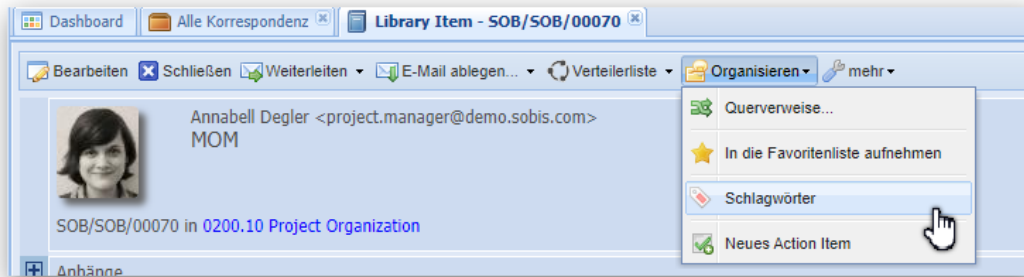 Dashboard Alle Korrespondenz Library Item - SOB/SOB/00070
Bearbeiten Schließen Weiterleiten E-Mail ablegen... Verteilerliste Organisieren mehr
Annabell Degler <project.manager@demo.sobis.com>
MOM
SOB/SOB/00070 in 0200.10 Project Organization
Anhänge
Querverweise...
In die Favoritenliste aufnehmen
Schlagwörter
Neues Action Item